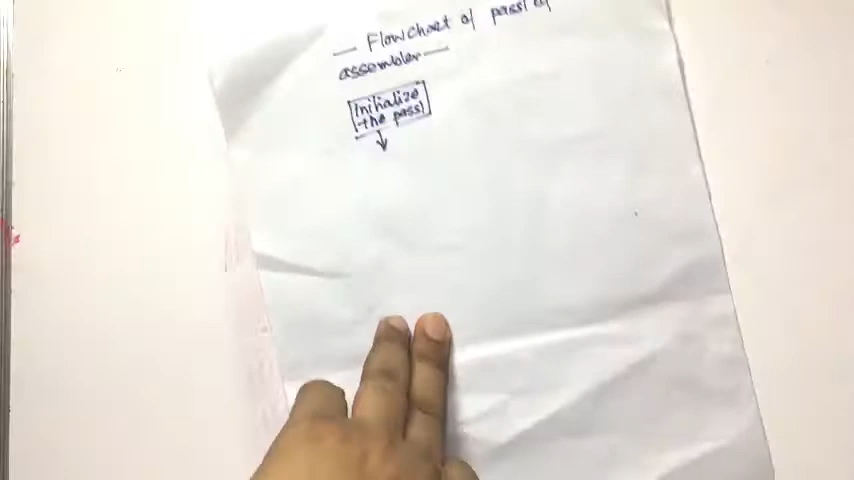 — Flowchart of pass1 of
assembler —
Initialize
the pass1